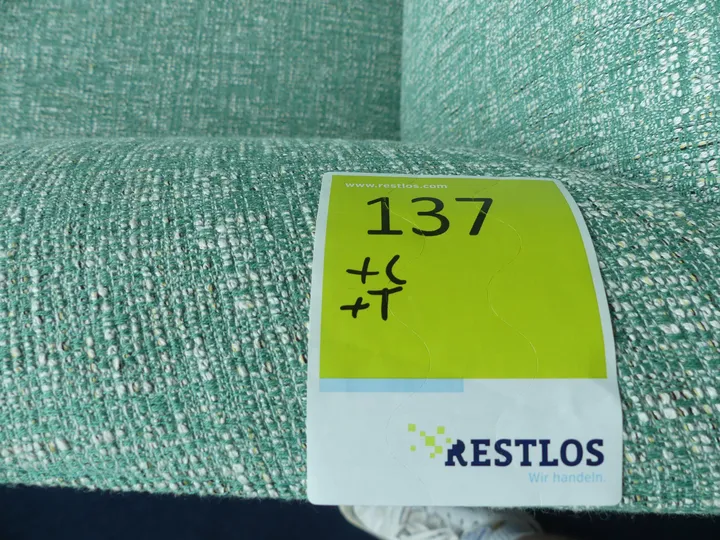 www.restlos.com
137
+C
+T
RESTLOS
Wir handeln.